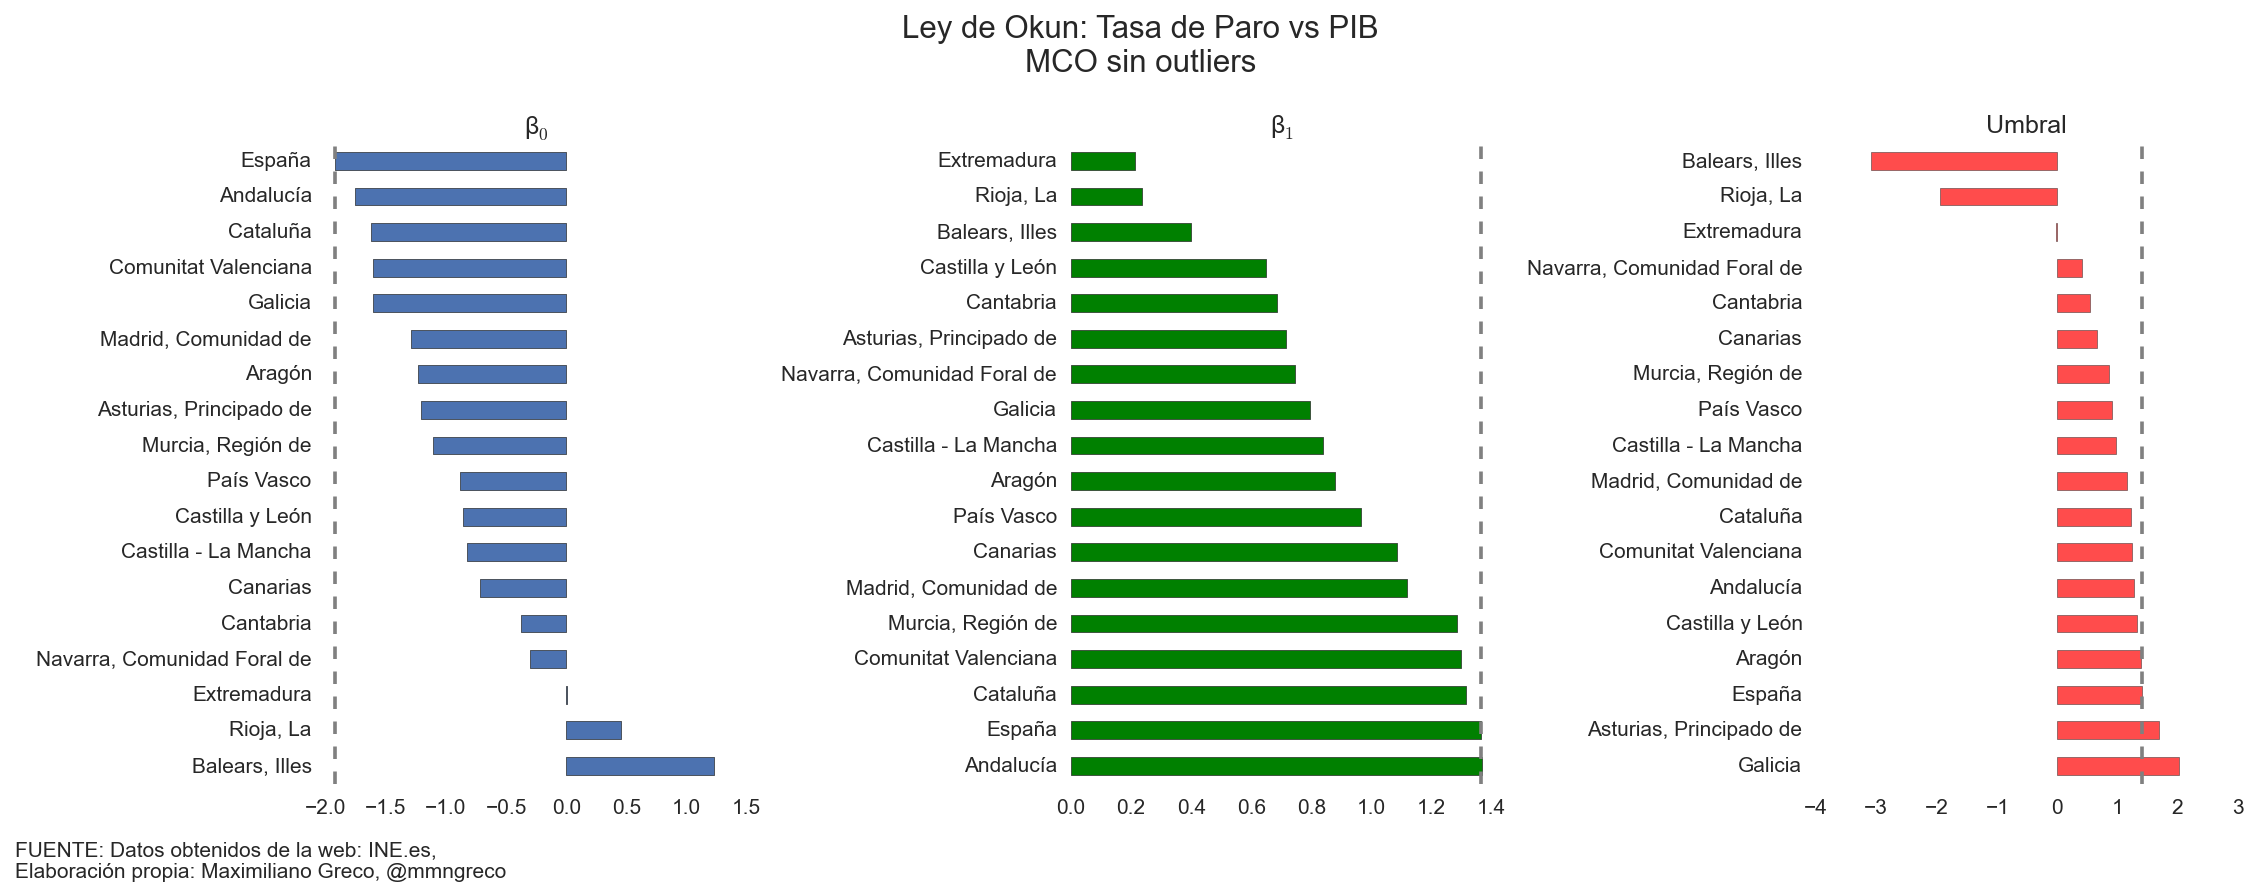 Ley de Okun: Tasa de Paro vs PIB
MCO sin outliers
β0
España
Andalucía
Cataluña
Comunitat Valenciana
Galicia
Madrid, Comunidad de
Aragón
Asturias, Principado de
Murcia, Región de
País Vasco
Castilla y León
Castilla - La Mancha
Canarias
Cantabria
Navarra, Comunidad Foral de
Extremadura
Rioja, La
Balears, Illes
−2.0 −1.5 −1.0 −0.5 0.0 0.5 1.0 1.5
β1
Extremadura
Rioja, La
Balears, Illes
Castilla y León
Cantabria
Asturias, Principado de
Navarra, Comunidad Foral de
Galicia
Castilla - La Mancha
Aragón
País Vasco
Canarias
Madrid, Comunidad de
Murcia, Región de
Comunitat Valenciana
Cataluña
España
Andalucía
0.0 0.2 0.4 0.6 0.8 1.0 1.2 1.4
Umbral
Balears, Illes
Rioja, La
Extremadura
Navarra, Comunidad Foral de
Cantabria
Canarias
Murcia, Región de
País Vasco
Castilla - La Mancha
Madrid, Comunidad de
Cataluña
Comunitat Valenciana
Andalucía
Castilla y León
Aragón
España
Asturias, Principado de
Galicia
−4 −3 −2 −1 0 1 2 3
FUENTE: Datos obtenidos de la web: INE.es,
Elaboración propia: Maximiliano Greco, @mmngreco